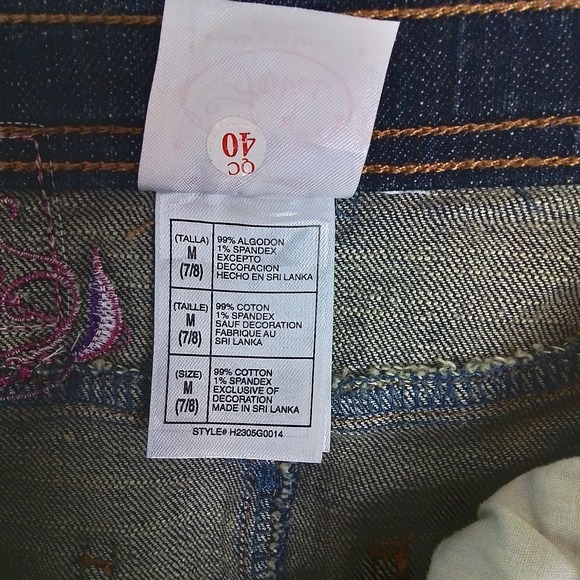 QC
40
(TALLA)
M
(7/8)
99% ALGODON
1% SPANDEX
EXCEPTO
DECORACION
HECHO EN SRI LANKA
(TAILLE)
M
(7/8)
99% COTON
1% SPANDEX
SAUF DECORATION
FABRIQUE AU
SRI LANKA
(SIZE)
M
(7/8)
99% COTTON
1% SPANDEX
EXCLUSIVE OF
DECORATION
MADE IN SRI LANKA
STYLE# H2305G0014